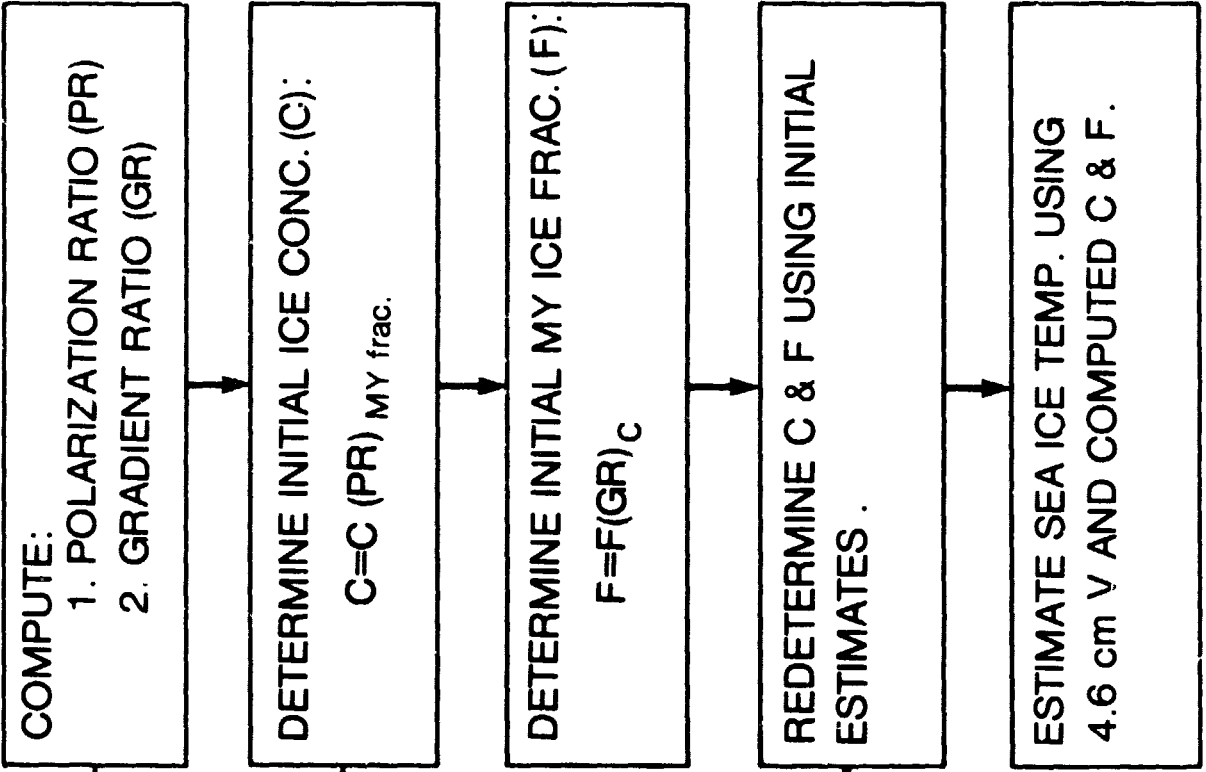 COMPUTE:
1. POLARIZATION RATIO (PR)
2. GRADIENT RATIO (GR)
DETERMINE INITIAL ICE CONC. (C):
C=C (PR) MY frac.
DETERMINE INITIAL MY ICE FRAC. (F):
F=F(GR)C
REDETERMINE C & F USING INITIAL
ESTIMATES .
ESTIMATE SEA ICE TEMP. USING
4.6 cm V AND COMPUTED C & F.